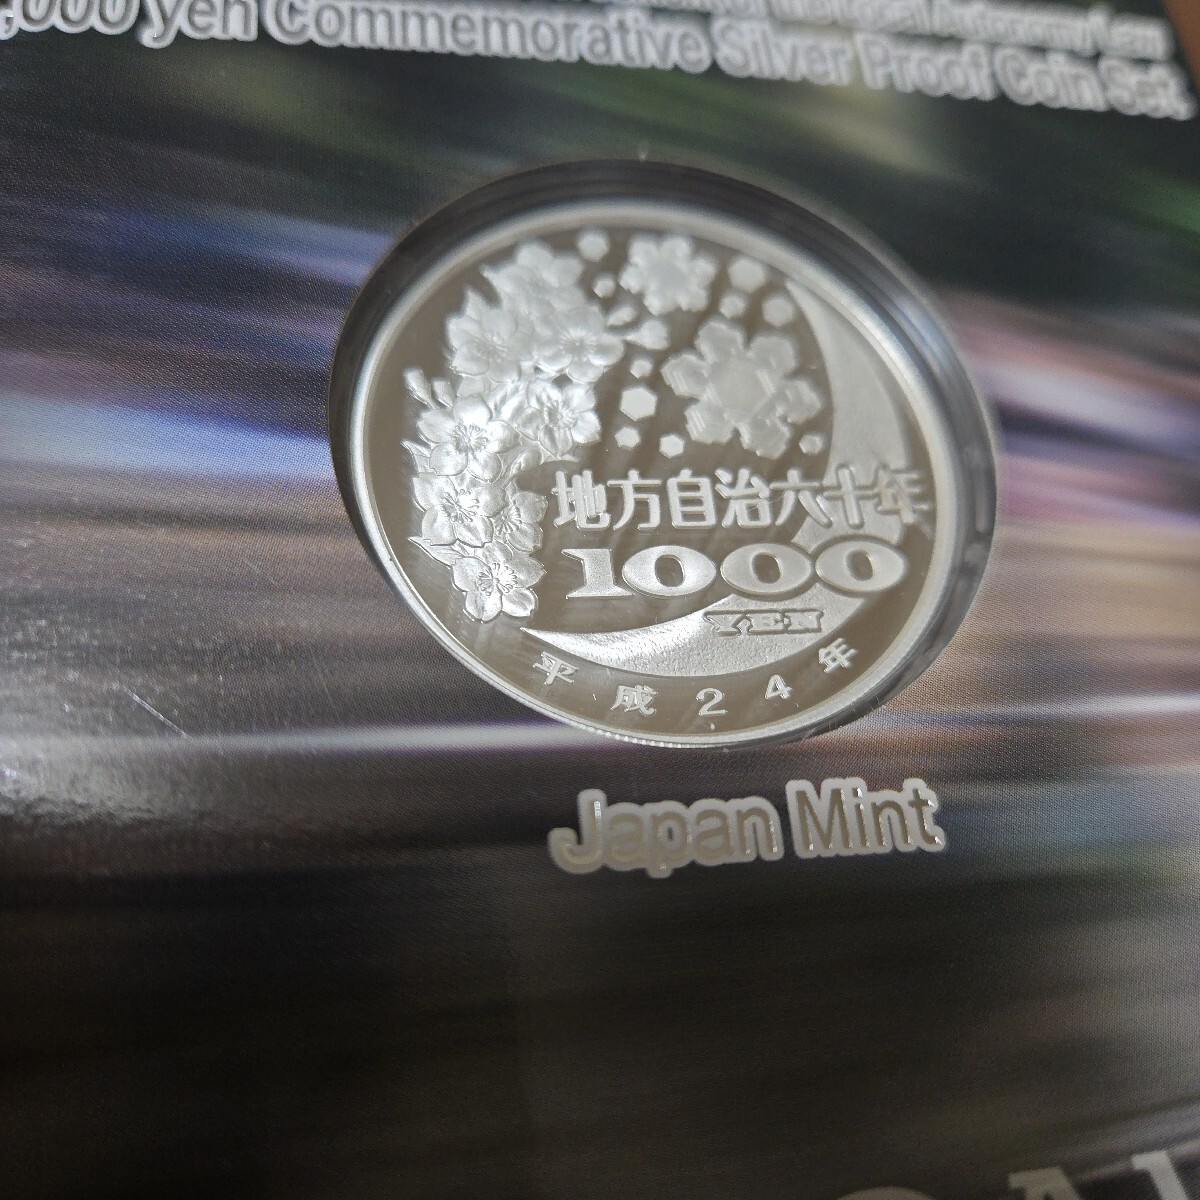 ,000 yen Commemorative Silver Proof Coin Set
地方自治六十年
1000
YEN
平成24年
Japan Mint